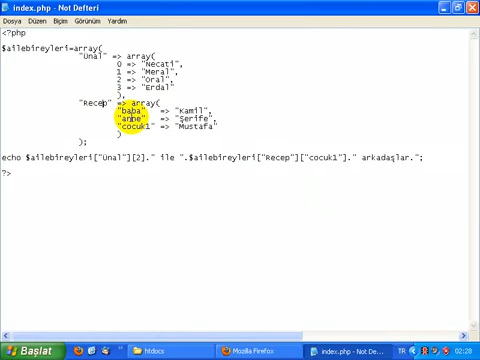 index.php - Not Defteri
Dosya Düzen Biçim Görünüm Yardım
<?php
$ailebireyleri=array(
"Ünal" => array(
0 => "Necati",
1 => "Meral",
2 => "Oral",
3 => "Erdal"
),
"Recep" => array(
"baba" => "Kamil",
"anne" => "Şerife",
"cocuk1" => "Mustafa"
)
);
echo $ailebireyleri["Ünal"][2]." ile ".$ailebireyleri["Recep"]["cocuk1"]." arkadaşlar.";
?>
Başlat htdocs Mozilla Firefox index.php - Not Def... TR 02:28